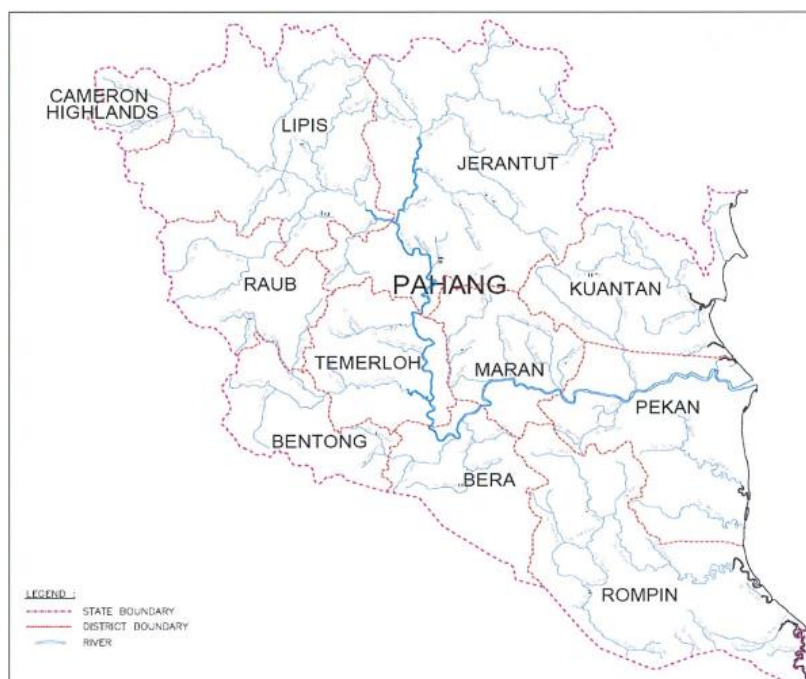 CAMERON
HIGHLANDS
LIPIS
JERANTUT
RAUB
PAHANG
KUANTAN
TEMERLOH
MARAN
PEKAN
BENTONG
BERA
ROMPIN
LEGEND :
STATE BOUNDARY
DISTRICT BOUNDARY
RIVER